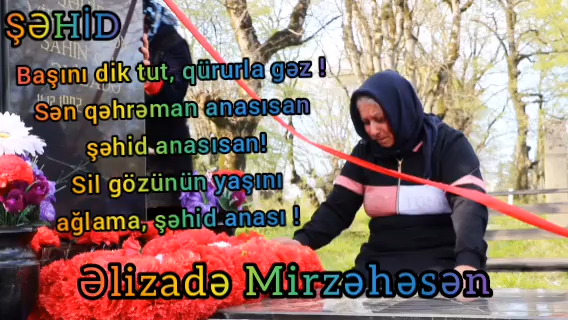 ŞƏHİD
ŞAHİN
Başını dik tut, qürurla gəz !
Sən qəhrəman anasısan
şəhid anasısan!
Sil gözünün yaşını
ağlama, şəhid anası !
Əlizadə Mirzəhəsən